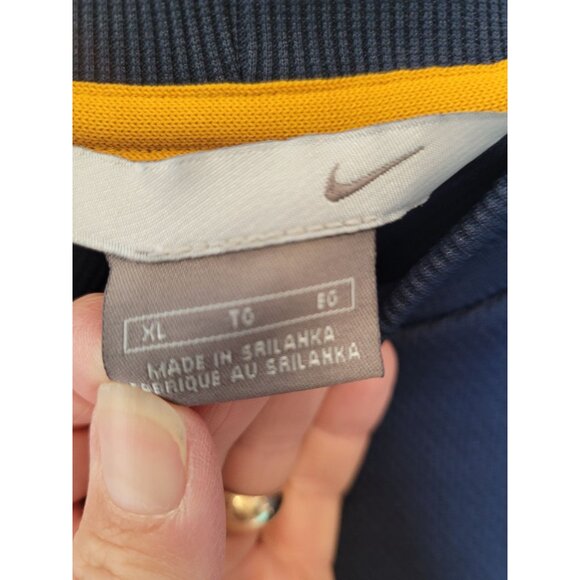 XL TG EG
MADE IN SRILANKA
FABRIQUE AU SRILANKA